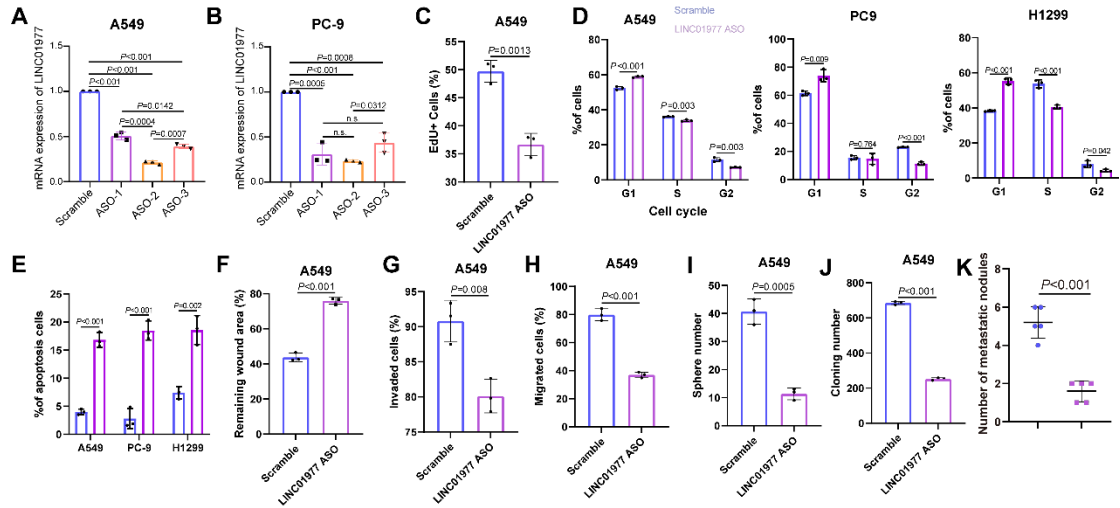 A
A549
mRNA expression of LINC01977
1.5
1.0
0.5
0.0
P<0.001
P<0.001
P<0.001
P=0.0142
P=0.0004
P=0.0007
Scramble
ASO-1
ASO-2
ASO-3
B
PC-9
mRNA expression of LINC01977
1.5
1.0
0.5
0.0
P=0.0008
P<0.001
P=0.0006
P=0.0312
n.s
n.s.
Scramble
ASO-1
ASO-2
ASO-3
C
A549
EdU+ Cells (%)
60
55
50
45
40
35
30
P=0.0013
Scramble
LINC01977 ASO
D
Scramble
LINC01977 ASO
A549
%of cells
80
60
40
20
0
P<0.001
P=0.003
P=0.003
G1
S
G2
Cell cycle
PC9
%of cells
100
80
60
40
20
0
P=0.009
P=0.764
P<0.001
G1
S
G2
H1299
%of cells
80
60
40
20
0
P<0.001
P<0.001
P=0.042
G1
S
G2
E
%of apoptosis cells
25
20
15
10
5
0
P<0.001
P<0.001
P=0.002
A549
PC-9
H1299
F
A549
Remaining wound area (%)
100
80
60
40
20
0
P<0.001
Scramble
LINC01977 ASO
G
A549
Invaded cells (%)
100
95
90
85
80
75
P=0.008
Scramble
LINC01977 ASO
H
A549
Migrated cells (%)
100
80
60
40
20
0
P<0.001
Scramble
LINC01977 ASO
I
A549
Sphere number
60
40
20
0
P=0.0005
Scramble
LINC01977 ASO
J
A549
Cloning number
800
600
400
200
0
P<0.001
Scramble
LINC01977 ASO
K
Number of metastatic nodules
8
6
4
2
0
P<0.001